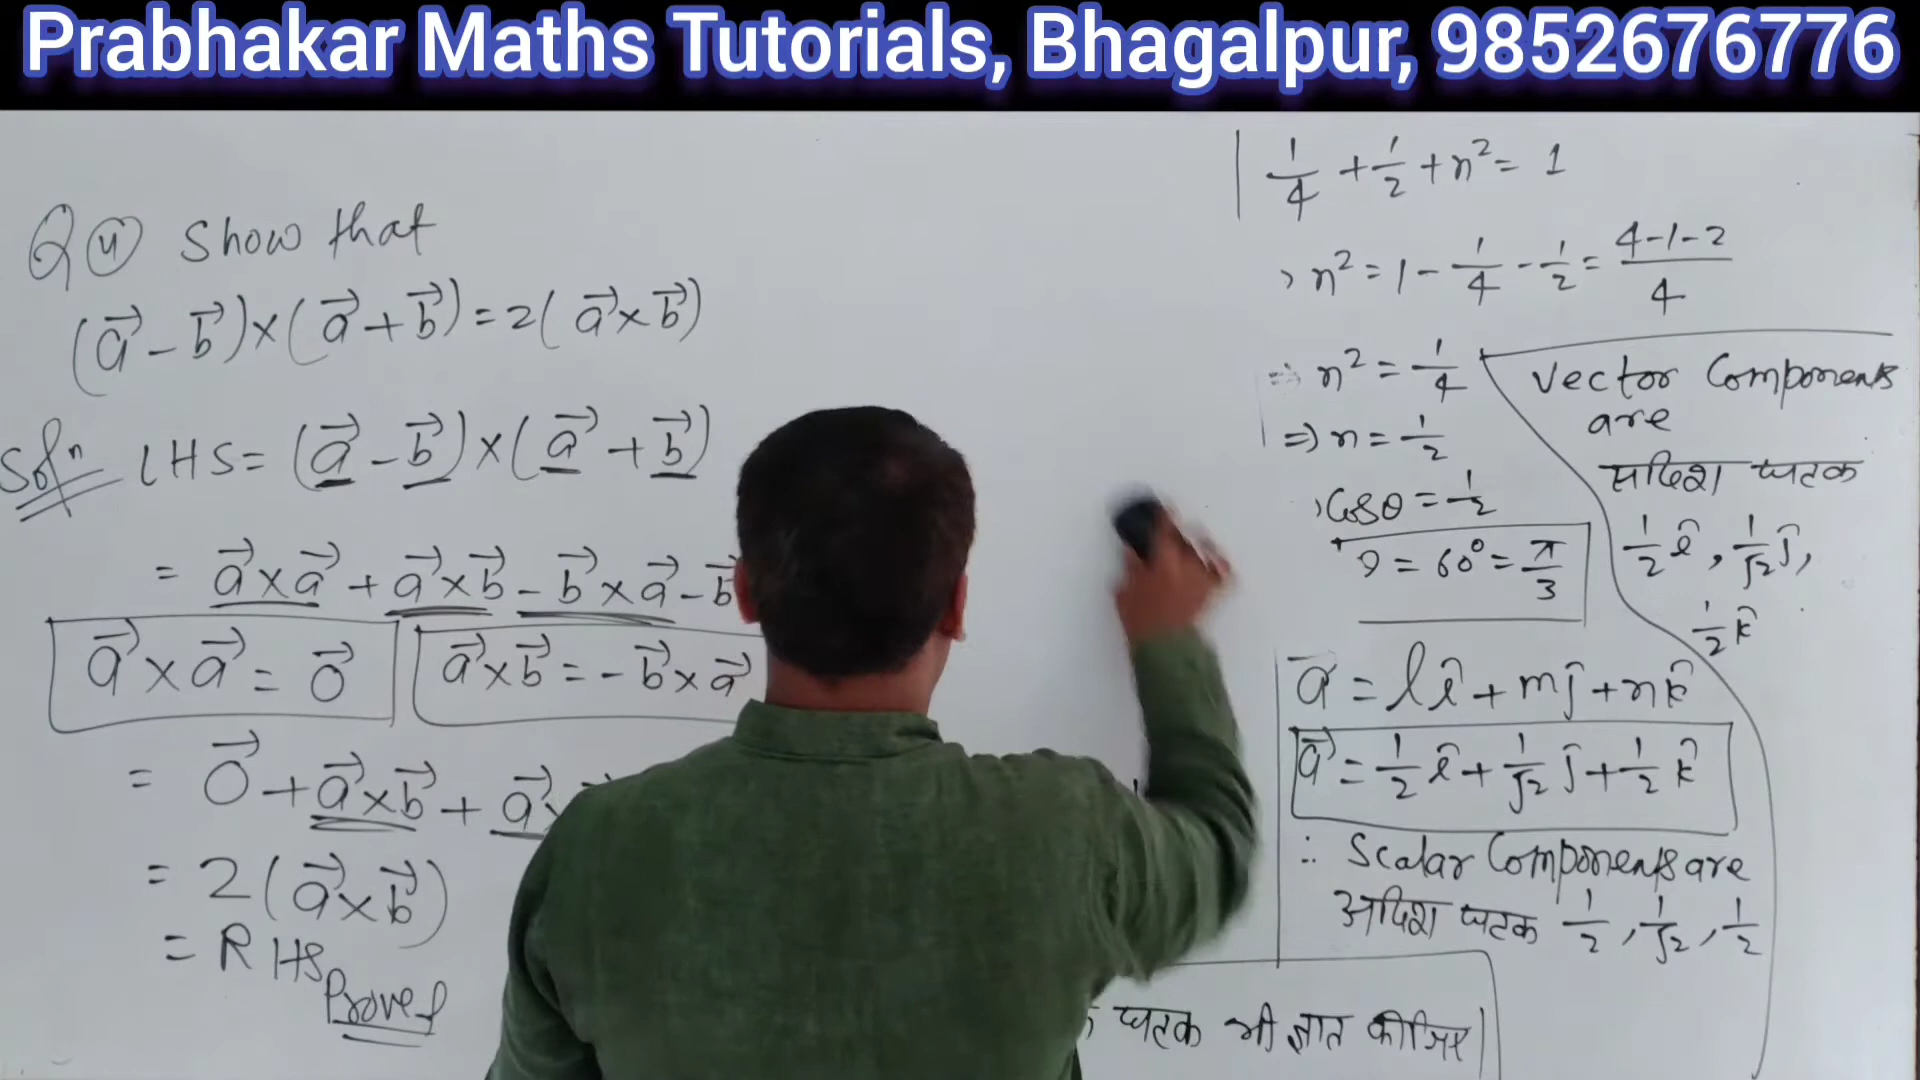 Prabhakar Maths Tutorials, Bhagalpur, 9852676776
Q④ Show that
(a⃗ - b⃗) × (a⃗ + b⃗) = 2(a⃗ × b⃗)
Solⁿ LHS = (a⃗ - b⃗) × (a⃗ + b⃗)
= a⃗ × a⃗ + a⃗ × b⃗ - b⃗ × a⃗ - b⃗
a⃗ × a⃗ = 0⃗
a⃗ × b⃗ = - b⃗ × a⃗
= 0⃗ + a⃗ × b⃗ + a⃗ ×
= 2(a⃗ × b⃗)
= RHS
Proved
1/4 + 1/2 + n² = 1
n² = 1 - 1/4 - 1/2 = (4-1-2)/4
⇒ n² = 1/4
⇒ n = 1/2
Cosθ = 1/2
θ = 60° = π/3
a⃗ = lî + mĵ + nk̂
a⃗ = 1/2 î + 1/√2 ĵ + 1/2 k̂
∴ Scalar Components are
अदिश घटक 1/2, 1/√2, 1/2
Vector Components
are
सदिश घटक
1/2 î, 1/√2 ĵ,
1/2 k̂
घटक भी ज्ञात कीजिए